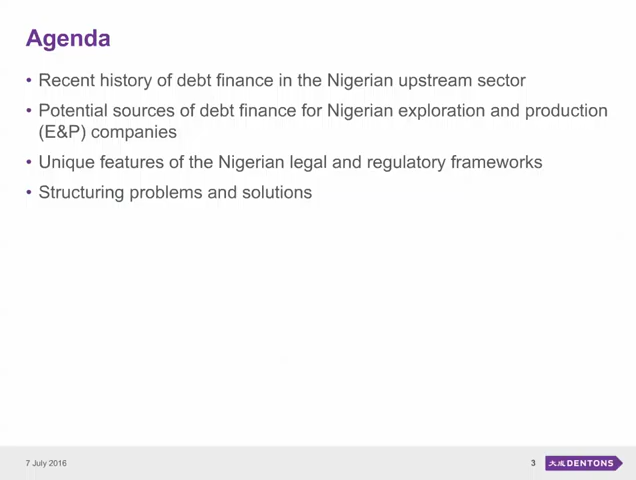 Agenda
• Recent history of debt finance in the Nigerian upstream sector
• Potential sources of debt finance for Nigerian exploration and production
(E&P) companies
• Unique features of the Nigerian legal and regulatory frameworks
• Structuring problems and solutions
7 July 2016
3
大成 DENTONS